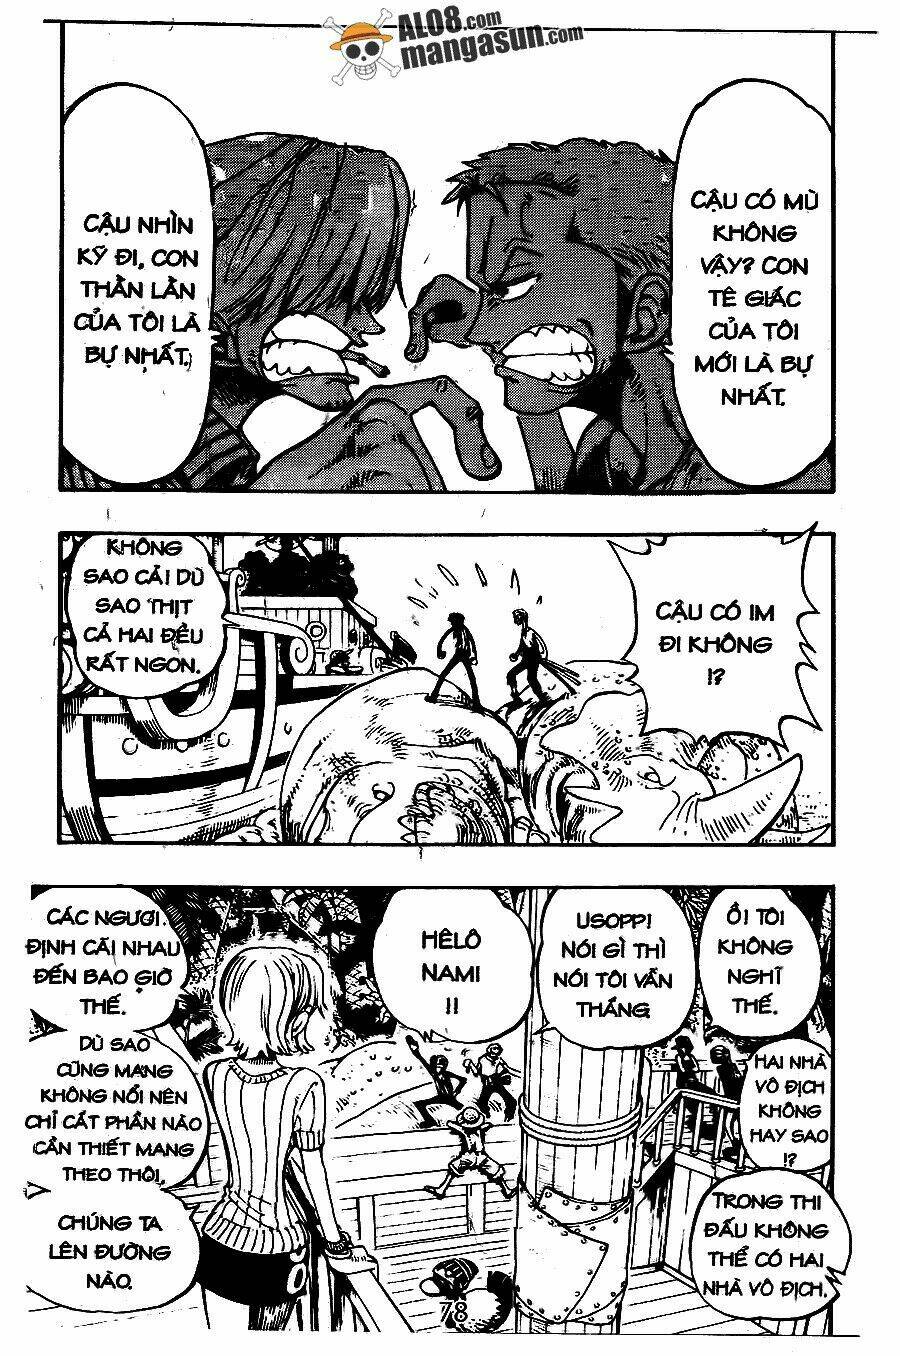 AL08.com
mangasun.com
CẬU CÓ MÙ
KHÔNG
VẬY? CON
TÊ GIÁC
CỦA TÔI
MỚI LÀ BỰ
NHẤT.
CẬU NHÌN
KỸ ĐI, CON
THẰN LẰN
CỦA TÔI LÀ
BỰ NHẤT.
CẬU CÓ IM
ĐI KHÔNG
!?
KHÔNG
SAO CẢI DÙ
SAO THỊT
CẢ HAI ĐỀU
RẤT NGON.
ỒI TÔI
KHÔNG
NGHĨ
THẾ.
HAI NHÀ
VÔ ĐỊCH
KHÔNG
HAY SAO
!?
TRONG THI
ĐẤU KHÔNG
THỂ CÓ HAI
NHÀ VÔ ĐỊCH.
USOPP!
NÓI GÌ THÌ
NÓI TÔI VẪN
THẮNG.
HÊLÔ
NAMI
!!
CÁC NGƯƠI
ĐỊNH CÃI NHAU
ĐẾN BAO GIỜ
THẾ.
DÙ SAO
CŨNG MANG
KHÔNG NỔI NÊN
CHỈ CẮT PHẦN NÀO
CẦN THIẾT MANG
THEO THÔI.
CHÚNG TA
LÊN ĐƯỜNG
NÀO.
78